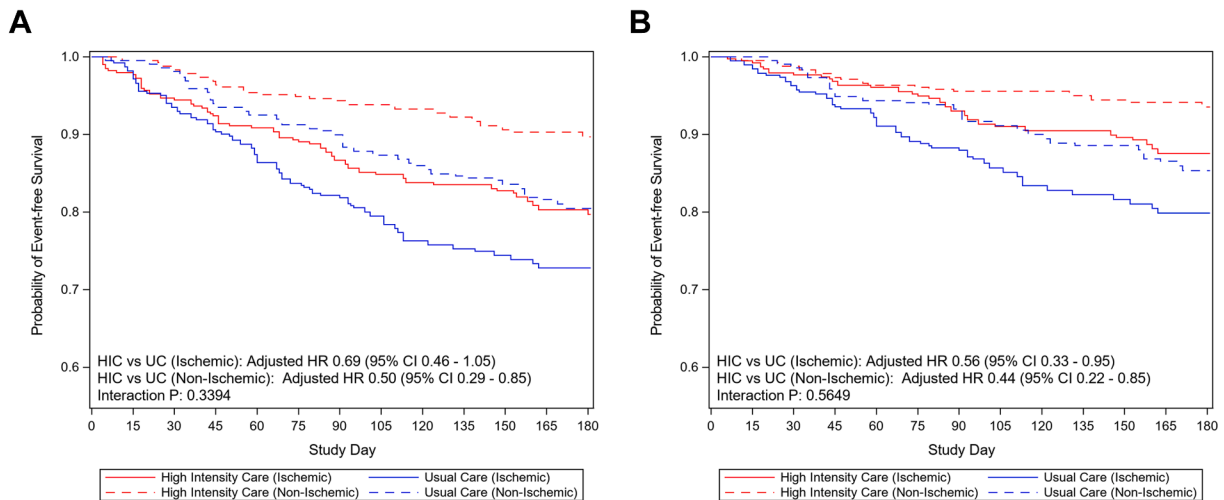 A
Probability of Event-free Survival
1.0
0.9
0.8
0.7
0.6
HIC vs UC (Ischemic): Adjusted HR 0.69 (95% CI 0.46 - 1.05)
HIC vs UC (Non-Ischemic): Adjusted HR 0.50 (95% CI 0.29 - 0.85)
Interaction P: 0.3394
0 15 30 45 60 75 90 105 120 135 150 165 180
Study Day
High Intensity Care (Ischemic) Usual Care (Ischemic)
High Intensity Care (Non-Ischemic) Usual Care (Non-Ischemic)
B
Probability of Event-free Survival
1.0
0.9
0.8
0.7
0.6
HIC vs UC (Ischemic): Adjusted HR 0.56 (95% CI 0.33 - 0.95)
HIC vs UC (Non-Ischemic): Adjusted HR 0.44 (95% CI 0.22 - 0.85)
Interaction P: 0.5649
0 15 30 45 60 75 90 105 120 135 150 165 180
Study Day
High Intensity Care (Ischemic) Usual Care (Ischemic)
High Intensity Care (Non-Ischemic) Usual Care (Non-Ischemic)